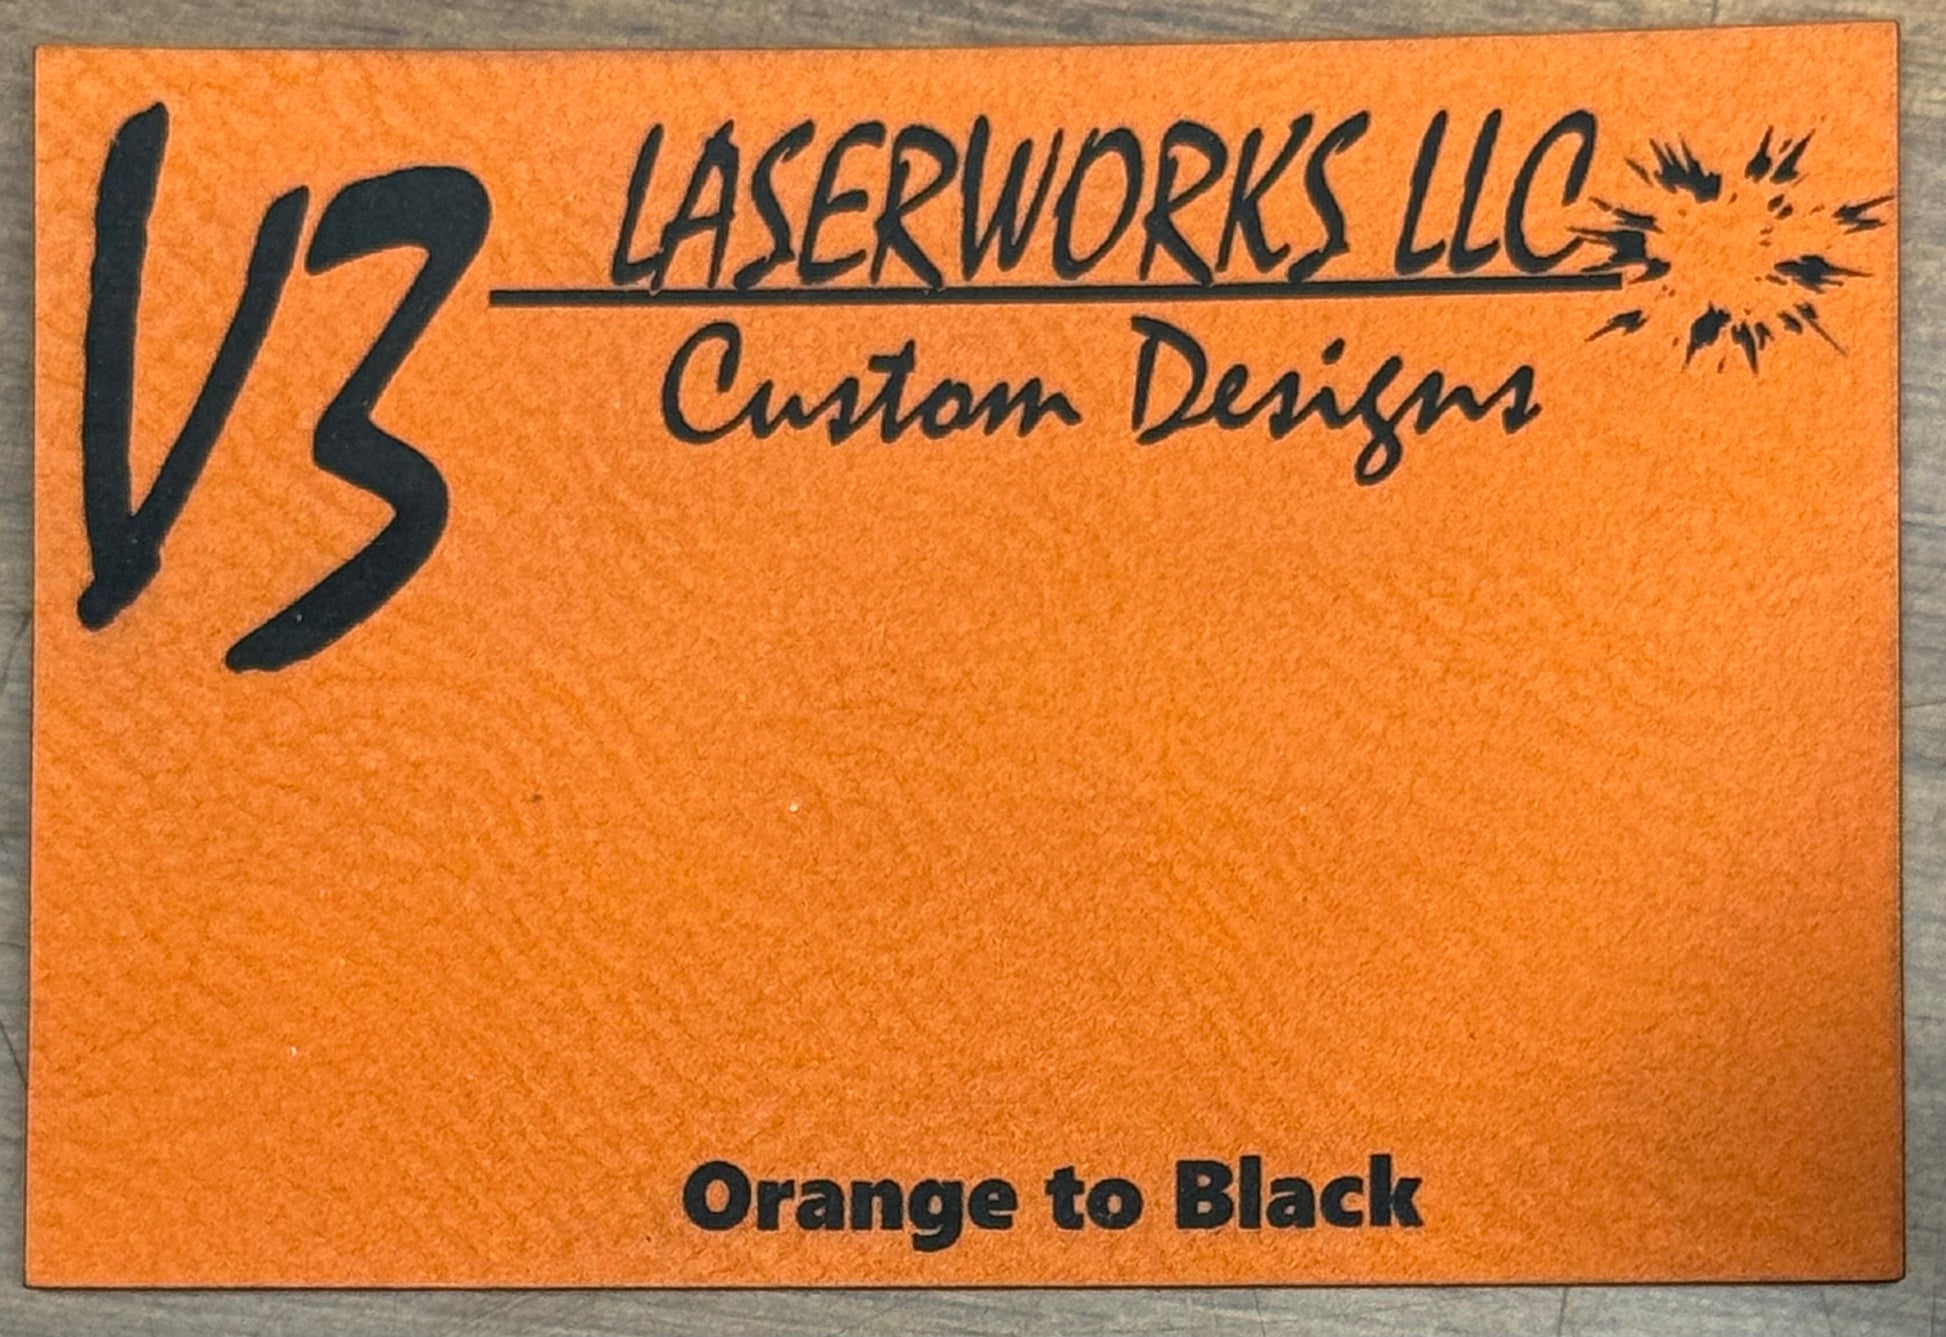 V3
LASERWORKS LLC
Custom Designs
Orange to Black